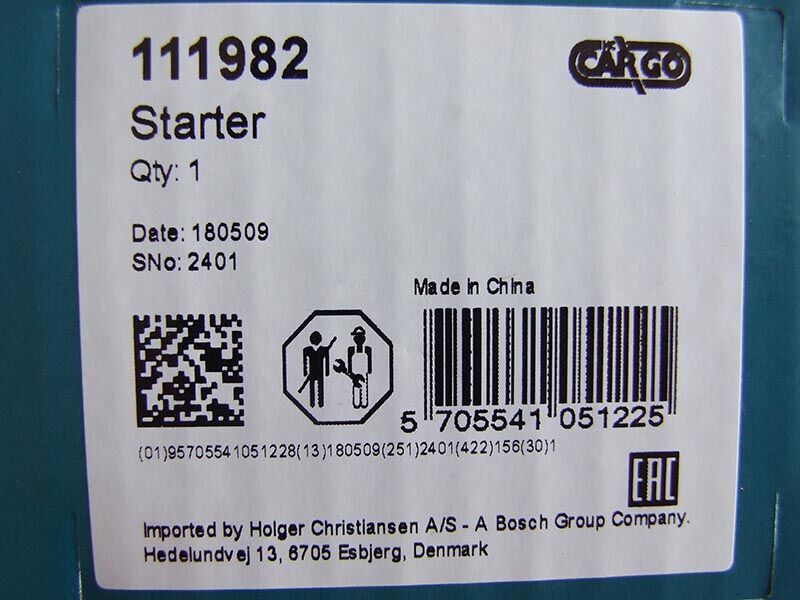 111982
HC
CARGO
Starter
Qty: 1
Date: 180509
SNo: 2401
Made in China
5 705541 051225
(01)95705541051228(13)180509(251)2401(422)156(30)1
EAC
Imported by Holger Christiansen A/S - A Bosch Group Company.
Hedelundvej 13, 6705 Esbjerg, Denmark